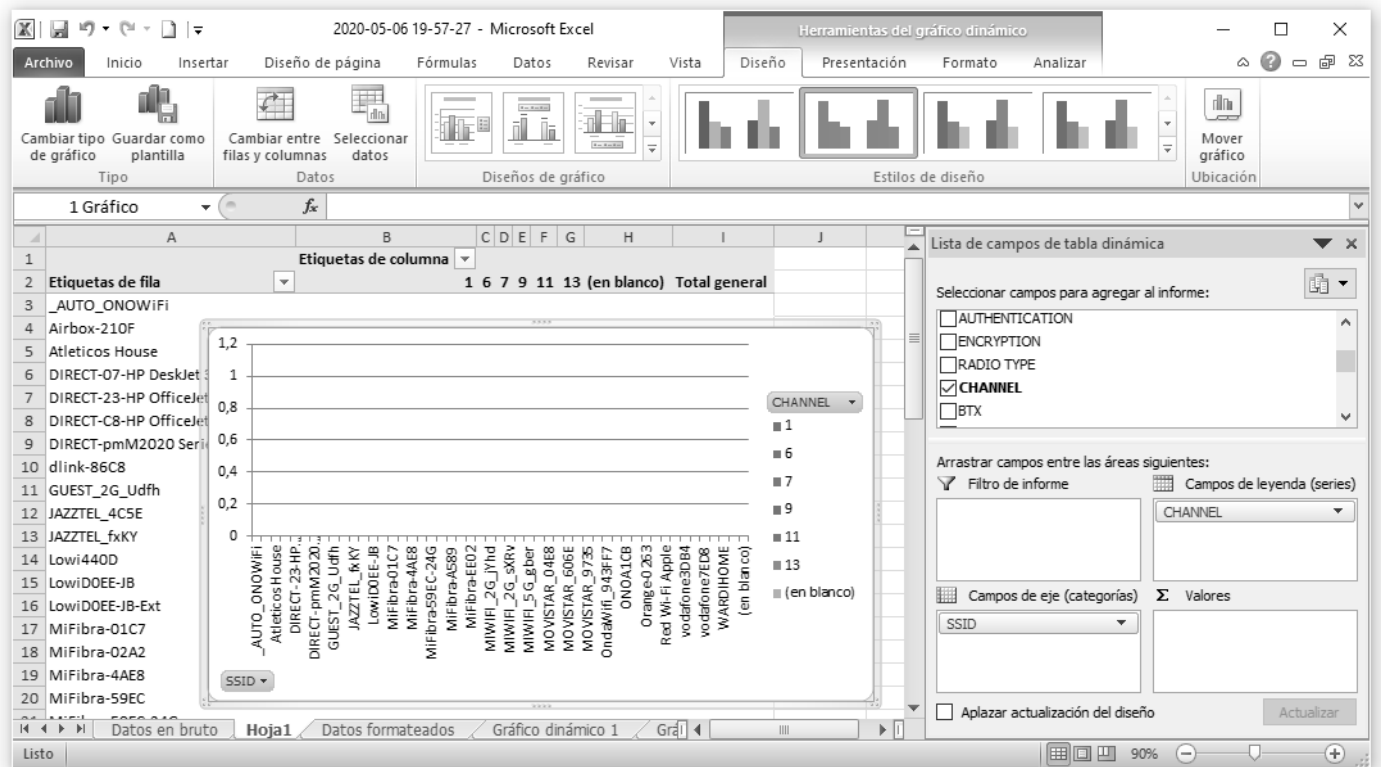 2020-05-06 19-57-27 - Microsoft Excel
Herramientas del gráfico dinámico
Archivo Inicio Insertar Diseño de página Fórmulas Datos Revisar Vista Diseño Presentación Formato Analizar
Cambiar tipo de gráfico
Guardar como plantilla
Cambiar entre filas y columnas
Seleccionar datos
Mover gráfico
Tipo Datos Diseños de gráfico Estilos de diseño Ubicación
1 Gráfico fx
A B C D E F G H I J
1 Etiquetas de columna
2 Etiquetas de fila 1 6 7 9 11 13 (en blanco) Total general
3 _AUTO_ONOWiFi
4 Airbox-210F
5 Atleticos House
6 DIRECT-07-HP DeskJet
7 DIRECT-23-HP OfficeJet
8 DIRECT-C8-HP OfficeJet
9 DIRECT-pmM2020 Seri
10 dlink-86C8
11 GUEST_2G_Udfh
12 JAZZTEL_4C5E
13 JAZZTEL_fxKY
14 Lowi440D
15 LowiD0EE-JB
16 LowiD0EE-JB-Ext
17 MiFibra-01C7
18 MiFibra-02A2
19 MiFibra-4AE8
20 MiFibra-59EC
1,2
1
0,8
0,6
0,4
0,2
0
_AUTO_ONOWiFi
Atleticos House
DIRECT-23-HP...
DIRECT-pmM2020...
GUEST_2G_Udfh
JAZZTEL_fxKY
LowiD0EE-JB
MiFibra-01C7
MiFibra-4AE8
MiFibra-59EC-24G
MiFibra-A589
MiFibra-EE02
MIWIFI_2G_jYhd
MIWIFI_2G_sXRv
MIWIFI_5G_gber
MOVISTAR_04E8
MOVISTAR_606E
MOVISTAR_9735
OndaWifi_943FF7
ONOA1CB
Orange-0263
Red Wi-Fi Apple
vodafone3DB4
vodafone7ED8
WARDIHOME
(en blanco)
SSID
CHANNEL
1
6
7
9
11
13
(en blanco)
Lista de campos de tabla dinámica
Seleccionar campos para agregar al informe:
AUTHENTICATION
ENCRYPTION
RADIO TYPE
CHANNEL
BTX
Arrastrar campos entre las áreas siguientes:
Filtro de informe Campos de leyenda (series)
CHANNEL
Campos de eje (categorías) Σ Valores
SSID
Aplazar actualización del diseño Actualizar
Datos en bruto Hoja1 Datos formateados Gráfico dinámico 1
Listo 90%